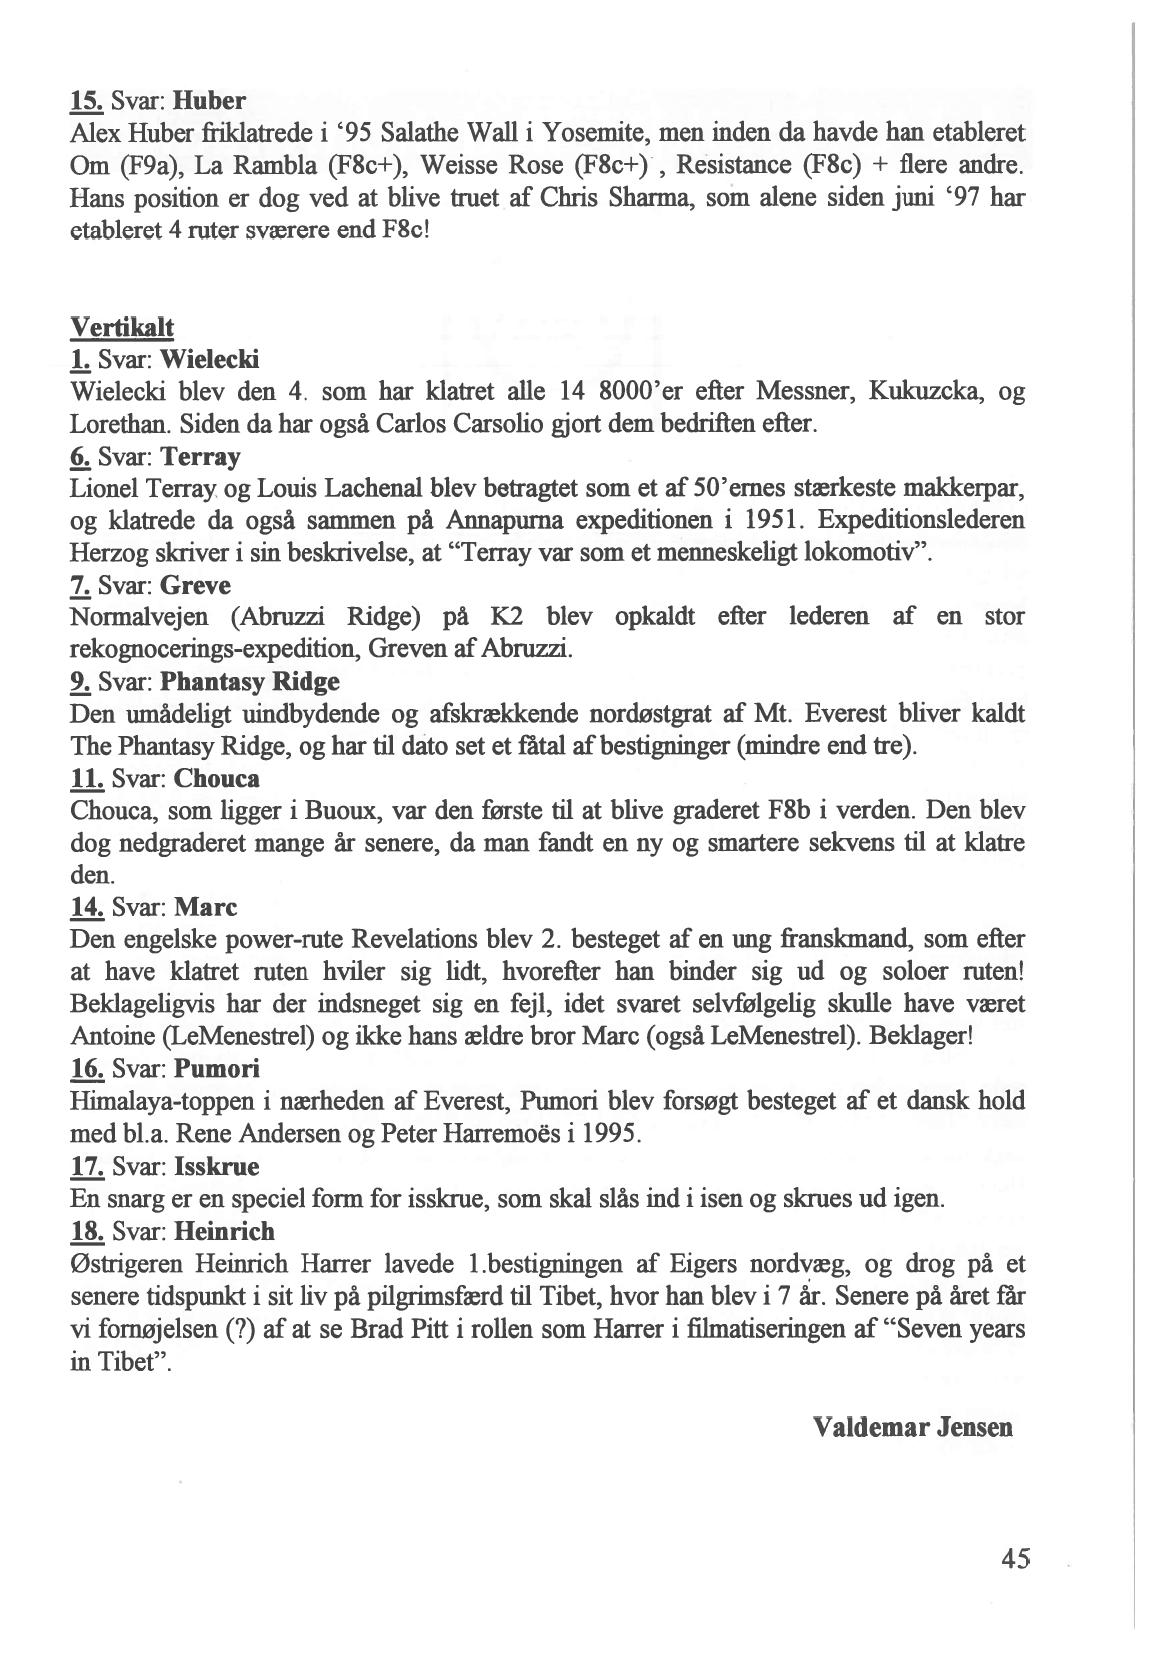 15. Svar: Huber
Alex Huber friklatrede i ‘95 Salathe Wall i Yosemite, men inden da havde han etableret
Om (F9a), La Rambla (F8c+), Weisse Rose (F8c+) , Resistance (F8c) + flere andre.
Hans position er dog ved at blive truet af Chris Sharma, som alene siden juni ‘97 har
etableret 4 ruter sværere end F8c!
Vertikalt
1. Svar: Wielecki
Wielecki blev den 4. som har klatret alle 14 8000’er efter Messner, Kukuzcka, og
Lorethan. Siden da har også Carlos Carsolio gjort dem bedriften efter.
6. Svar: Terray
Lionel Terray og Louis Lachenal blev betragtet som et af 50’ernes stærkeste makkerpar,
og klatrede da også sammen på Annapurna expeditionen i 1951. Expeditionslederen
Herzog skriver i sin beskrivelse, at “Terray var som et menneskeligt lokomotiv”.
7. Svar: Greve
Normalvejen (Abruzzi Ridge) på K2 blev opkaldt efter lederen af en stor
rekognocerings-expedition, Greven af Abruzzi.
9. Svar: Phantasy Ridge
Den umådeligt uindbydende og afskrækkende nordøstgrat af Mt. Everest bliver kaldt
The Phantasy Ridge, og har til dato set et fåtal af bestigninger (mindre end tre).
11. Svar: Chouca
Chouca, som ligger i Buoux, var den første til at blive graderet F8b i verden. Den blev
dog nedgraderet mange år senere, da man fandt en ny og smartere sekvens til at klatre
den.
14. Svar: Marc
Den engelske power-rute Revelations blev 2. besteget af en ung franskmand, som efter
at have klatret ruten hviler sig lidt, hvorefter han binder sig ud og soloer ruten!
Beklageligvis har der indsneget sig en fejl, idet svaret selvfølgelig skulle have været
Antoine (LeMenestrel) og ikke hans ældre bror Marc (også LeMenestrel). Beklager!
16. Svar: Pumori
Himalaya-toppen i nærheden af Everest, Pumori blev forsøgt besteget af et dansk hold
med bl.a. Rene Andersen og Peter Harremoës i 1995.
17. Svar: Isskrue
En snarg er en speciel form for isskrue, som skal slås ind i isen og skrues ud igen.
18. Svar: Heinrich
Østrigeren Heinrich Harrer lavede 1.bestigningen af Eigers nordvæg, og drog på et
senere tidspunkt i sit liv på pilgrimsfærd til Tibet, hvor han blev i 7 år. Senere på året får
vi fornøjelsen (?) af at se Brad Pitt i rollen som Harrer i filmatiseringen af “Seven years
in Tibet”.
Valdemar Jensen
45